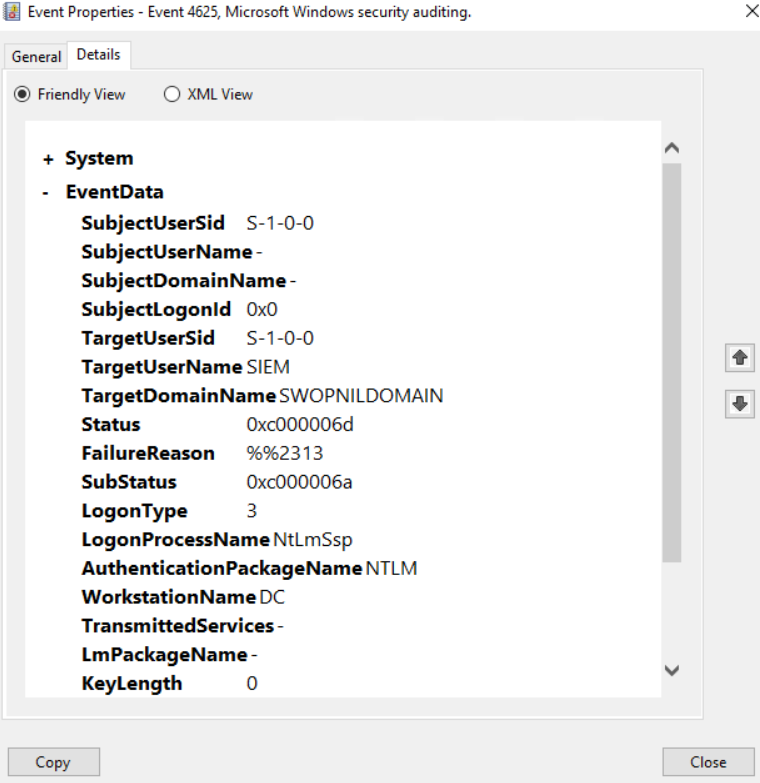 Event Properties - Event 4625, Microsoft Windows security auditing.
General Details
Friendly View XML View
+ System
- EventData
SubjectUserSid S-1-0-0
SubjectUserName -
SubjectDomainName -
SubjectLogonId 0x0
TargetUserSid S-1-0-0
TargetUserName SIEM
TargetDomainName SWOPNILDOMAIN
Status 0xc000006d
FailureReason %%2313
SubStatus 0xc000006a
LogonType 3
LogonProcessName NtLmSsp
AuthenticationPackageName NTLM
WorkstationName DC
TransmittedServices -
LmPackageName -
KeyLength 0
Copy Close